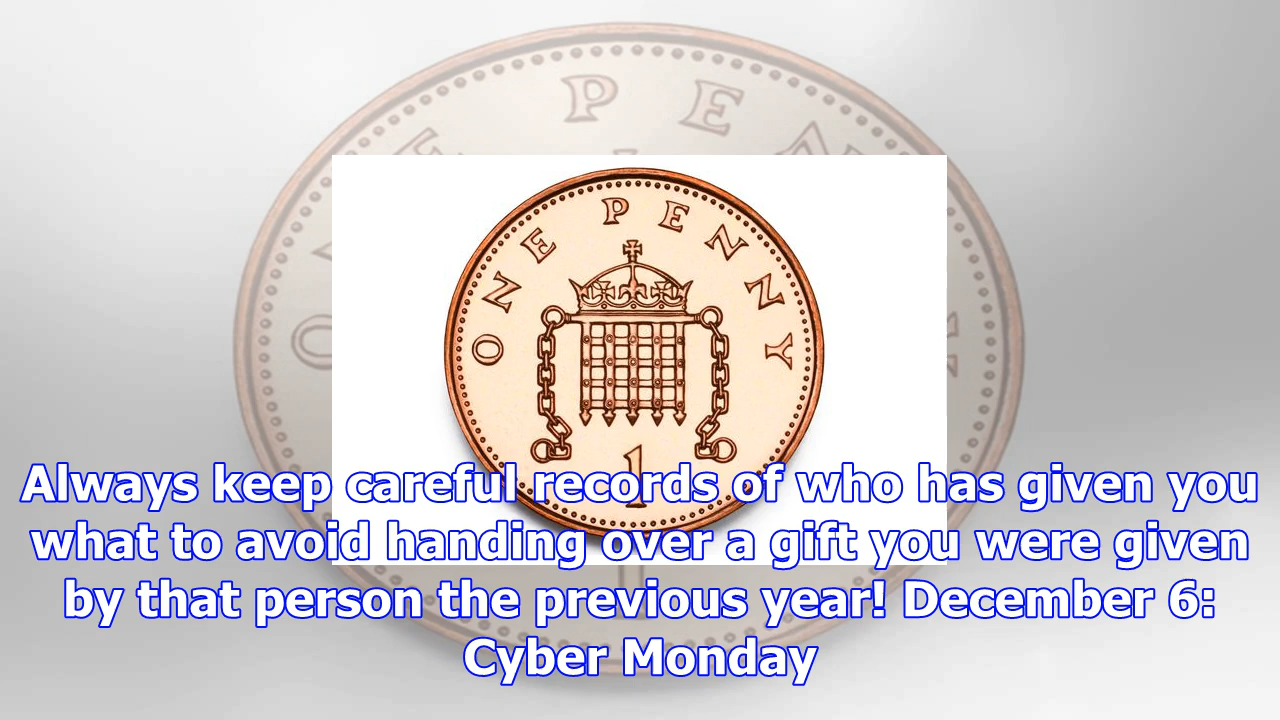 ONE PENNY
1
Always keep careful records of who has given you
what to avoid handing over a gift you were given
by that person the previous year! December 6:
Cyber Monday